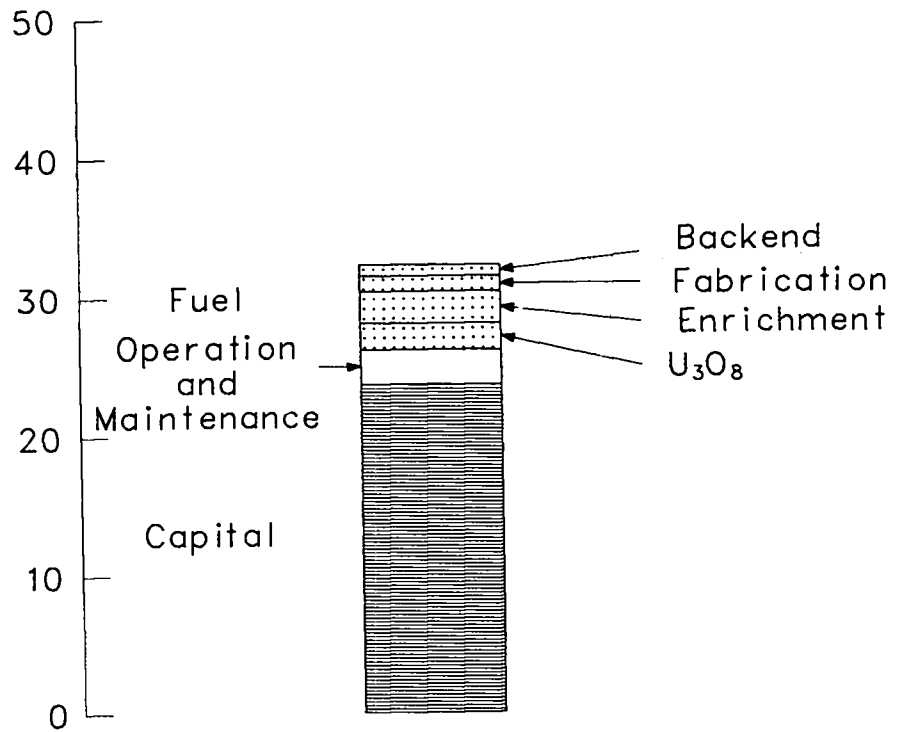 50
40
30
20
10
0
Fuel
Operation
and
Maintenance
Capital
Backend
Fabrication
Enrichment
U₃O₈